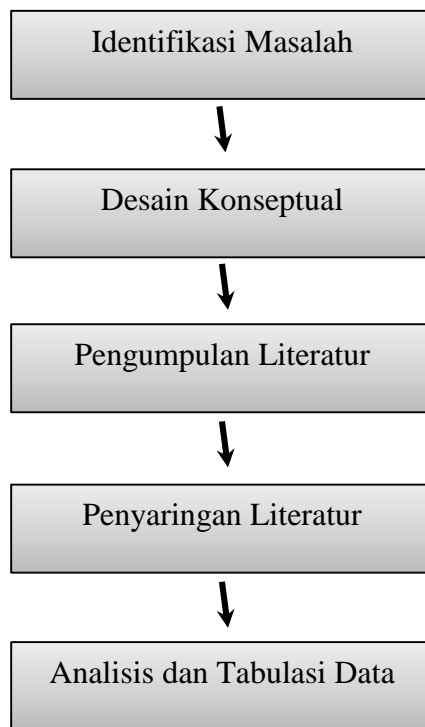 Identifikasi Masalah
Desain Konseptual
Pengumpulan Literatur
Penyaringan Literatur
Analisis dan Tabulasi Data